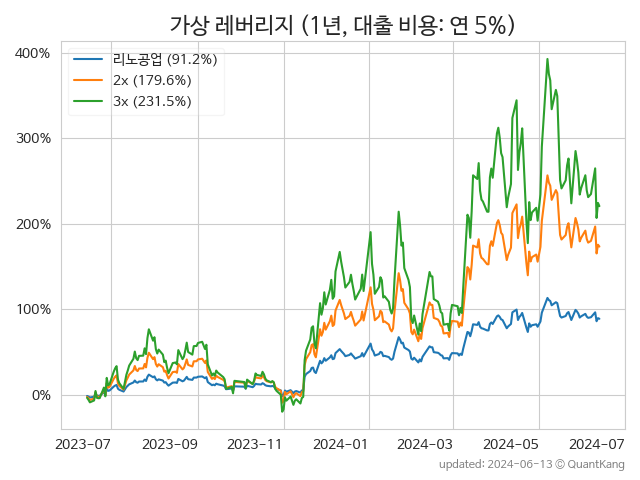 가상 레버리지 (1년, 대출 비용: 연 5%)
리노공업 (91.2%)
2x (179.6%)
3x (231.5%)
400%
300%
200%
100%
0%
2023-07 2023-09 2023-11 2024-01 2024-03 2024-05 2024-07
updated: 2024-06-13 © QuantKang